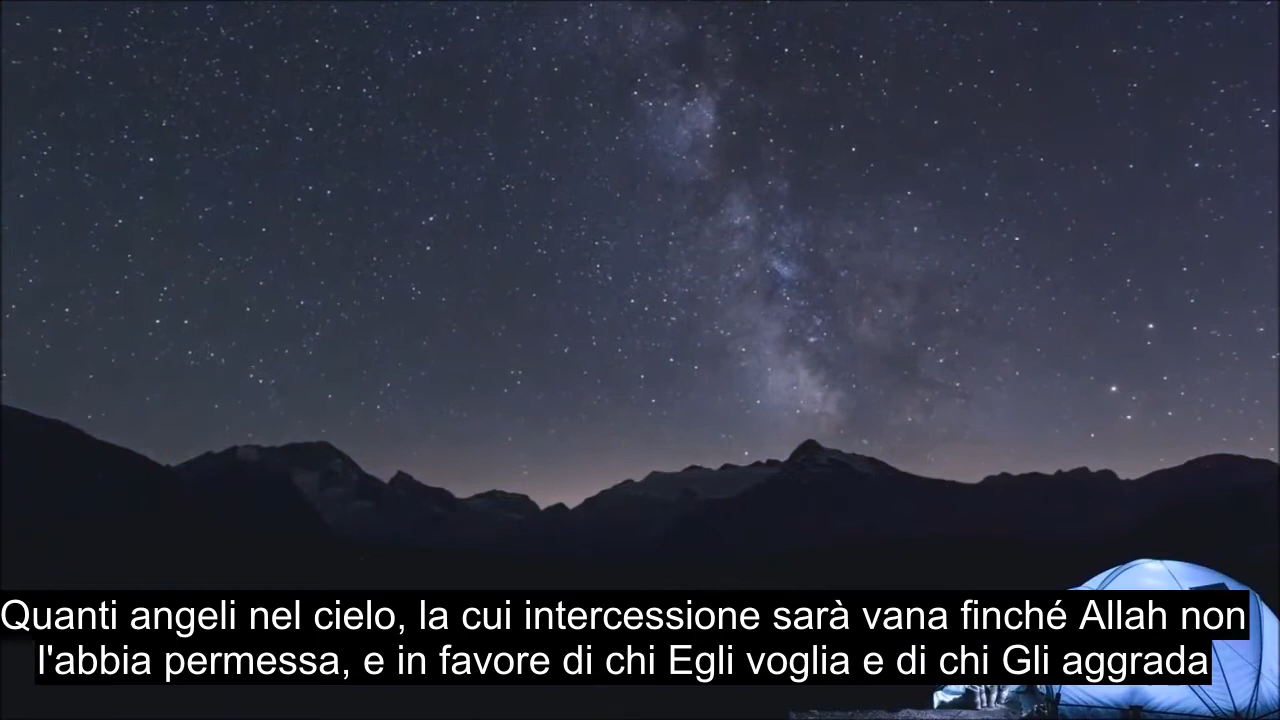 Quanti angeli nel cielo, la cui intercessione sarà vana finché Allah non
l'abbia permessa, e in favore di chi Egli voglia e di chi Gli aggrada